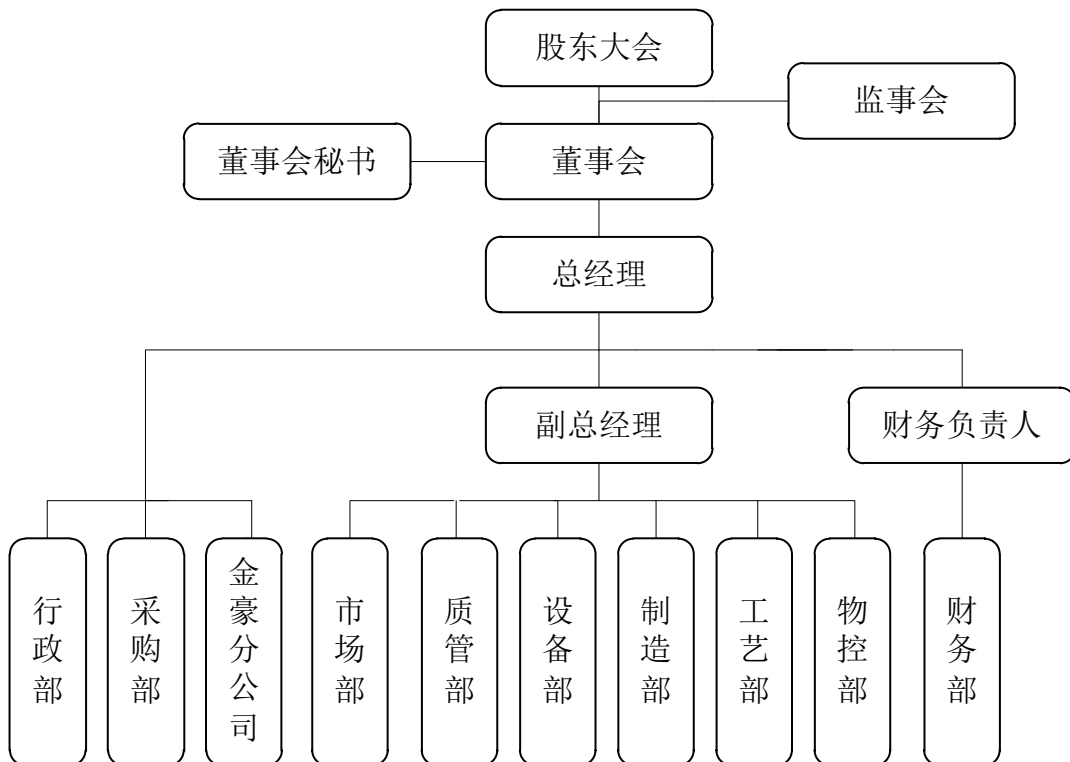 股东大会
监事会
董事会秘书
董事会
总经理
副总经理
财务负责人
行政部
采购部
金豪分公司
市场部
质管部
设备部
制造部
工艺部
物控部
财务部